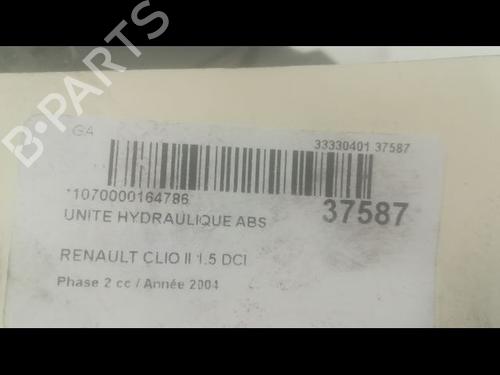 B-PARTS
GA
33330401 37587
*1070000164786
37587
UNITE HYDRAULIQUE ABS
RENAULT CLIO II 1.5 DCI
Phase 2 cc / Année 2004